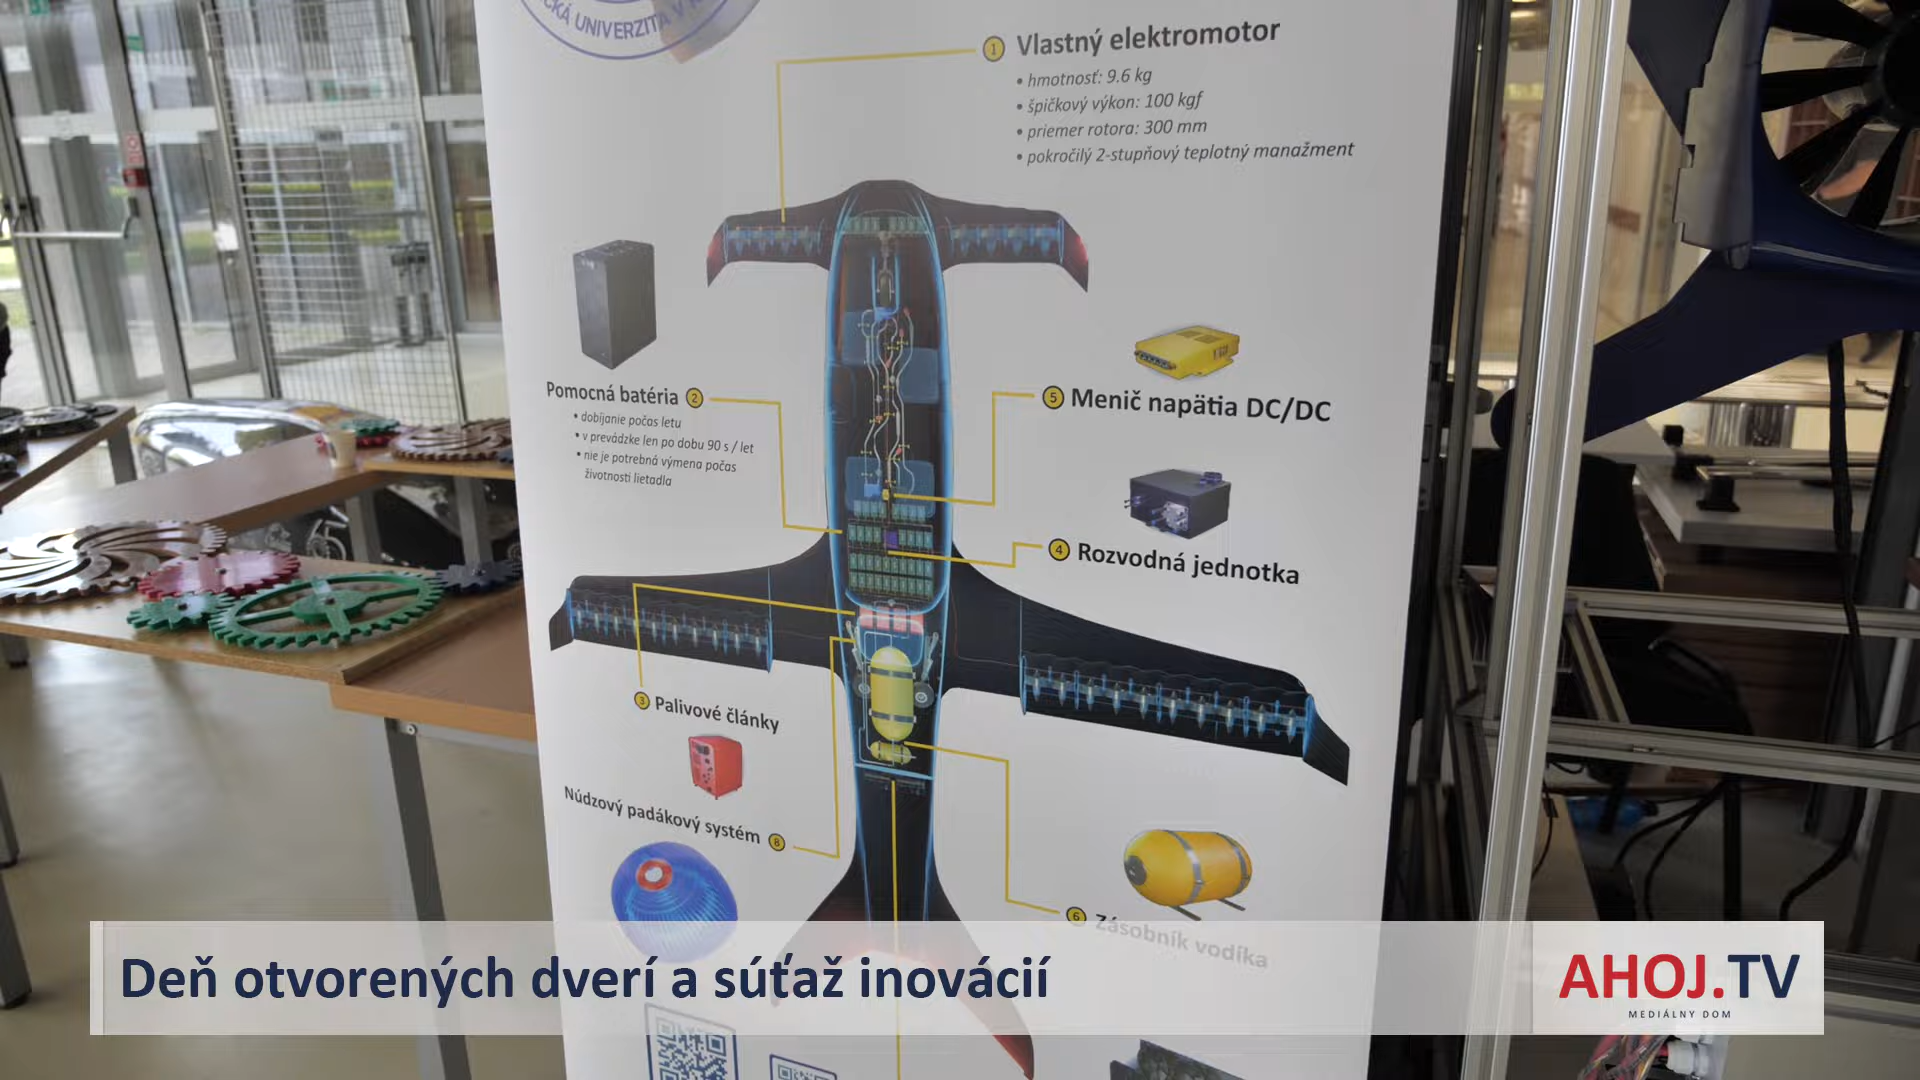 UNIVERZITA V
1 Vlastný elektromotor
• hmotnosť: 9.6 kg
• špičkový výkon: 100 kgf
• priemer rotora: 300 mm
• pokročilý 2-stupňový teplotný manažment
Pomocná batéria 2
• dobíjanie počas letu
• v prevádzke len po dobu 90 s / let
• nie je potrebná výmena počas
životnosti lietadla
5 Menič napätia DC/DC
4 Rozvodná jednotka
3 Palivové články
Núdzový padákový systém 8
6 Zásobník vodíka
Deň otvorených dverí a súťaž inovácií
AHOJ.TV
MEDIÁLNY DOM